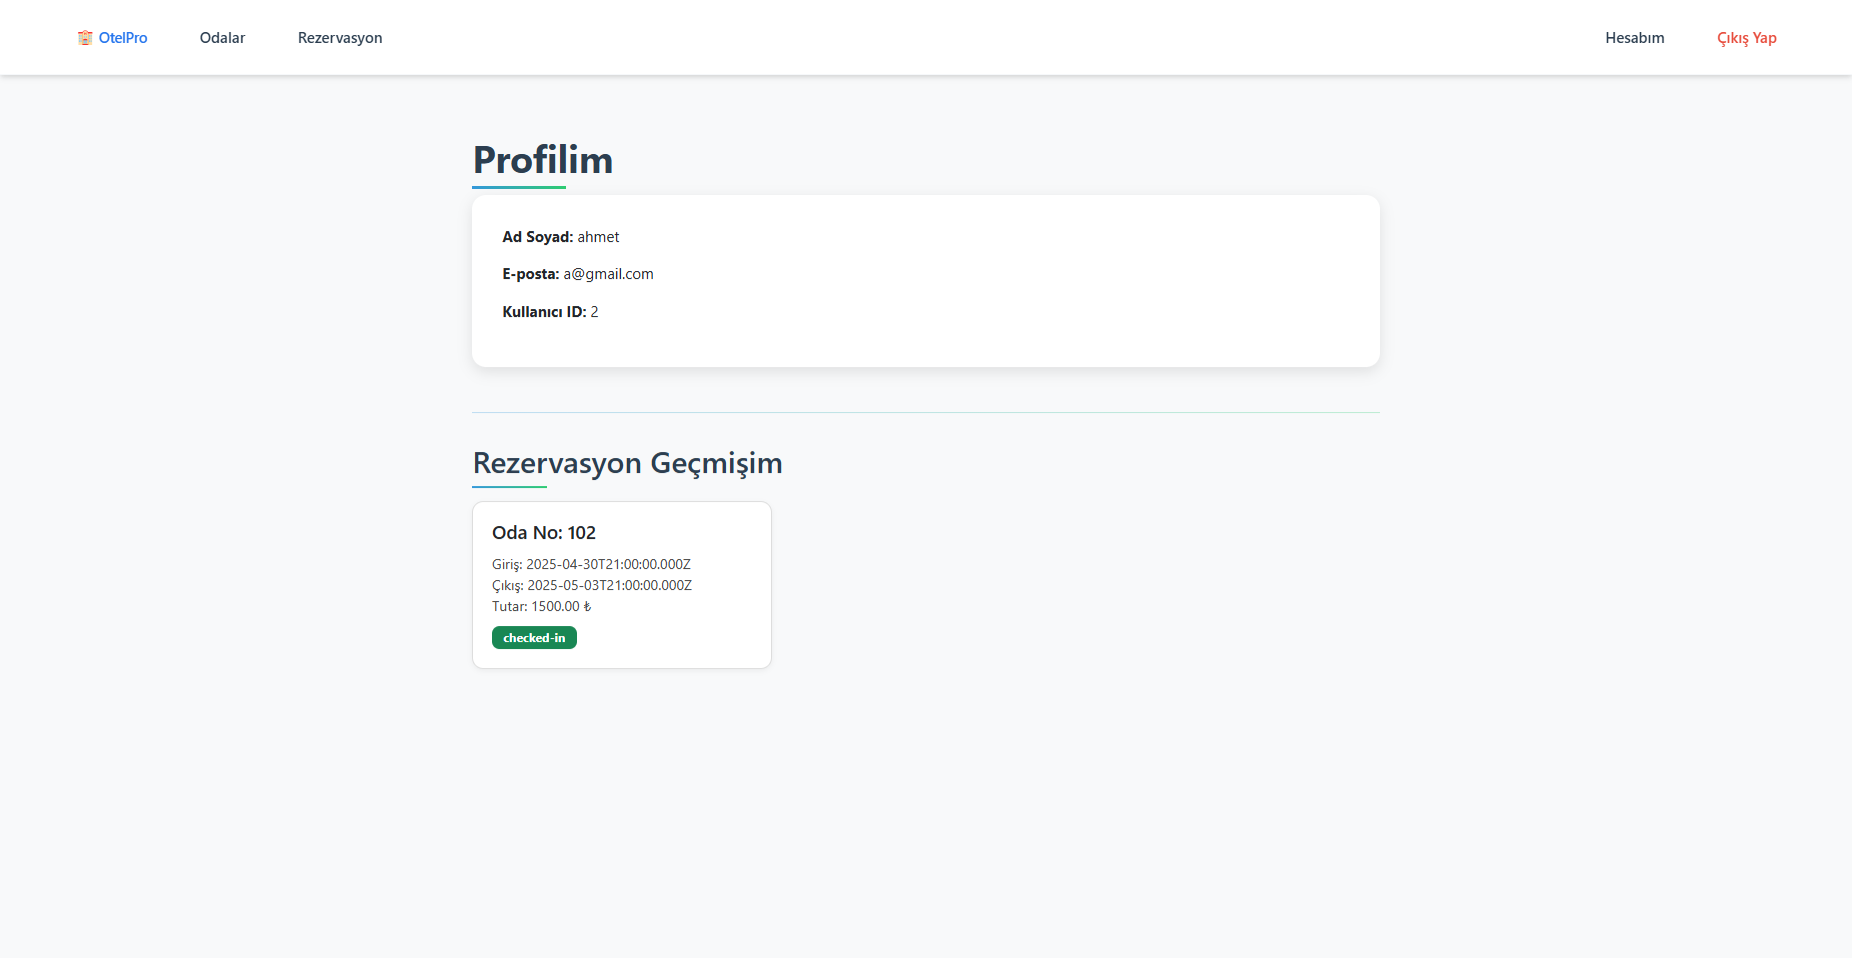 OtelPro Odalar Rezervasyon Hesabım Çıkış Yap
Profilim
Ad Soyad: ahmet
E-posta: a@gmail.com
Kullanıcı ID: 2
Rezervasyon Geçmişim
Oda No: 102
Giriş: 2025-04-30T21:00:00.000Z
Çıkış: 2025-05-03T21:00:00.000Z
Tutar: 1500.00 ₺
checked-in